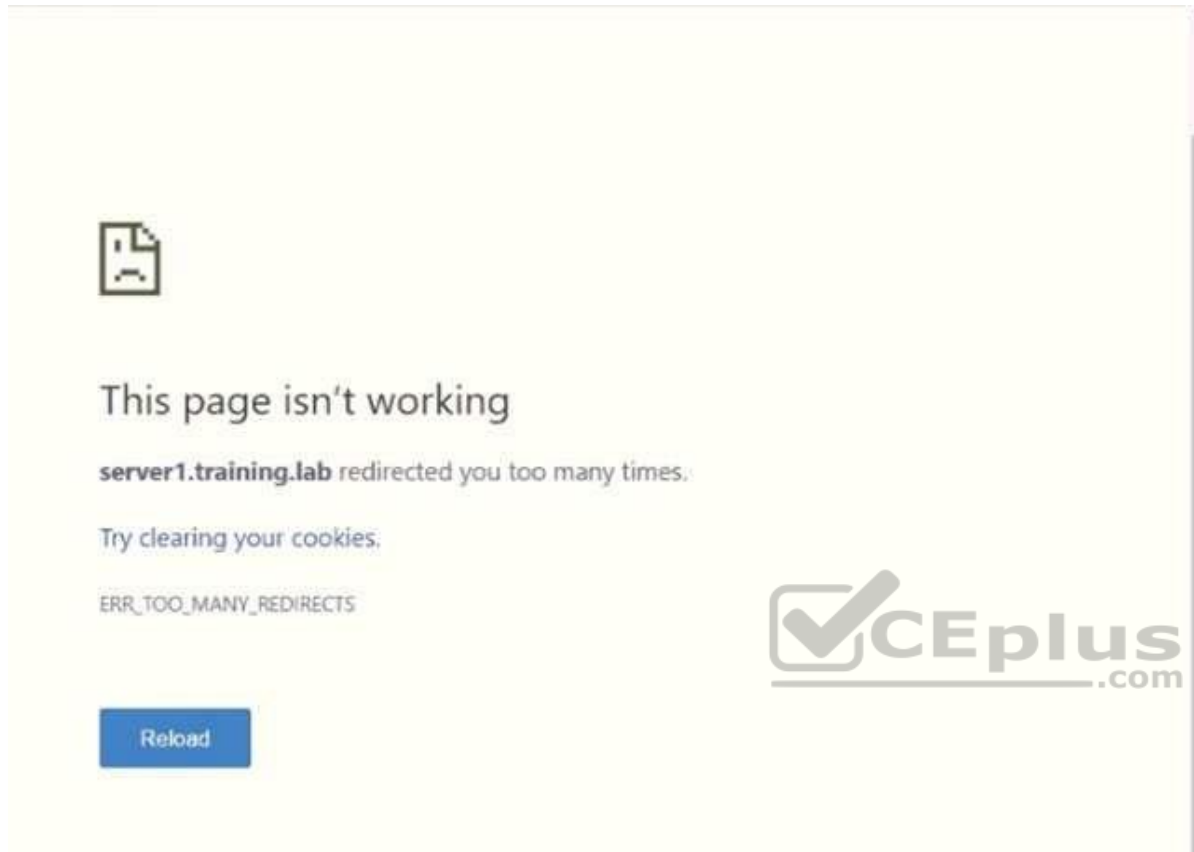 This page isn't working
server1.training.lab redirected you too many times.
Try clearing your cookies.
ERR_TOO_MANY_REDIRECTS
CEplus
.com
Reload